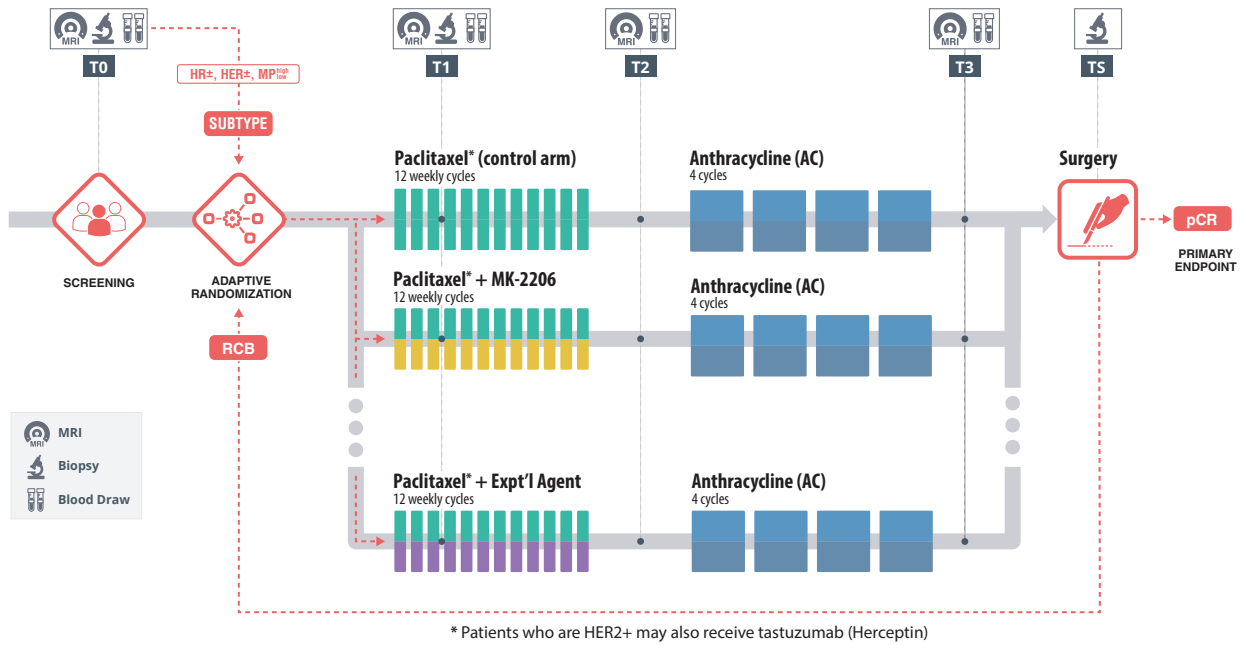 MRI
MRI
MRI
MRI
T0
T1
T2
T3
TS
HR±, HER±, MP high low
SUBTYPE
Paclitaxel* (control arm)
12 weekly cycles
Anthracycline (AC)
4 cycles
Surgery
pCR
PRIMARY
ENDPOINT
SCREENING
ADAPTIVE
RANDOMIZATION
Paclitaxel* + MK-2206
12 weekly cycles
Anthracycline (AC)
4 cycles
RCB
MRI
MRI
Biopsy
Blood Draw
Paclitaxel* + Expt'l Agent
12 weekly cycles
Anthracycline (AC)
4 cycles
* Patients who are HER2+ may also receive tastuzumab (Herceptin)